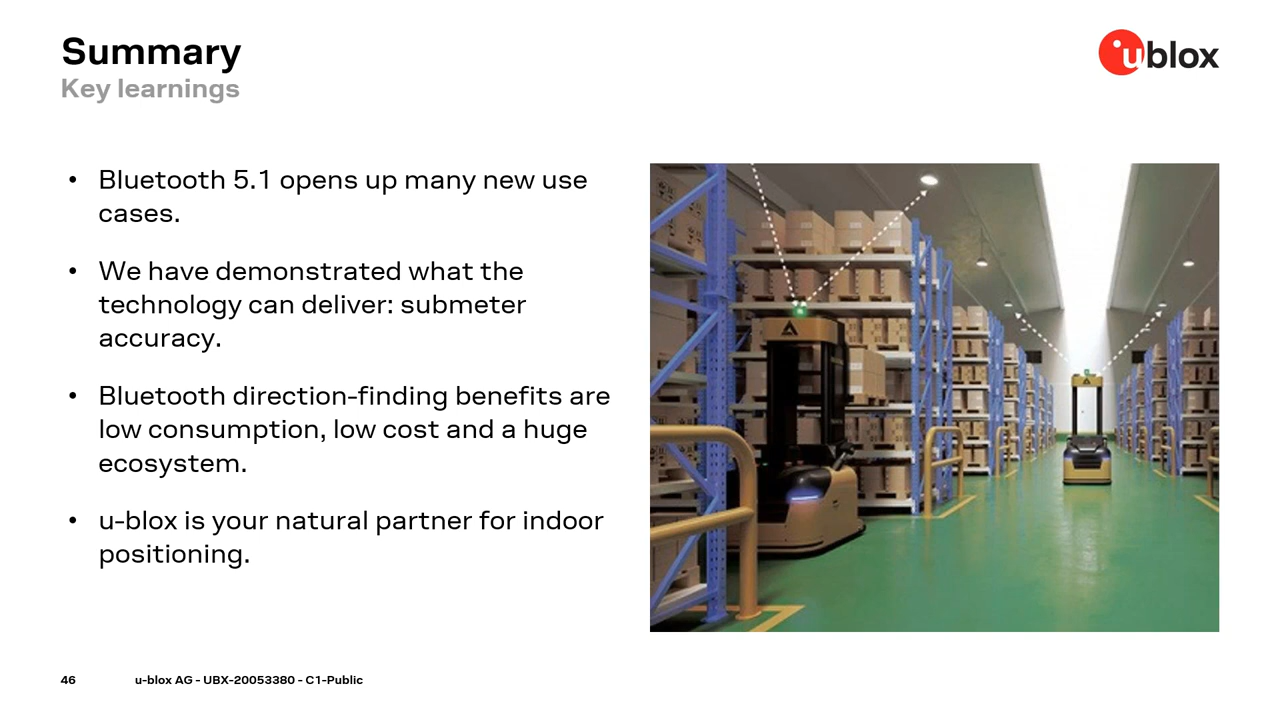 Summary
Key learnings
ublox
• Bluetooth 5.1 opens up many new use
cases.
• We have demonstrated what the
technology can deliver: submeter
accuracy.
• Bluetooth direction-finding benefits are
low consumption, low cost and a huge
ecosystem.
• u-blox is your natural partner for indoor
positioning.
46
u-blox AG - UBX-20053380 - C1-Public